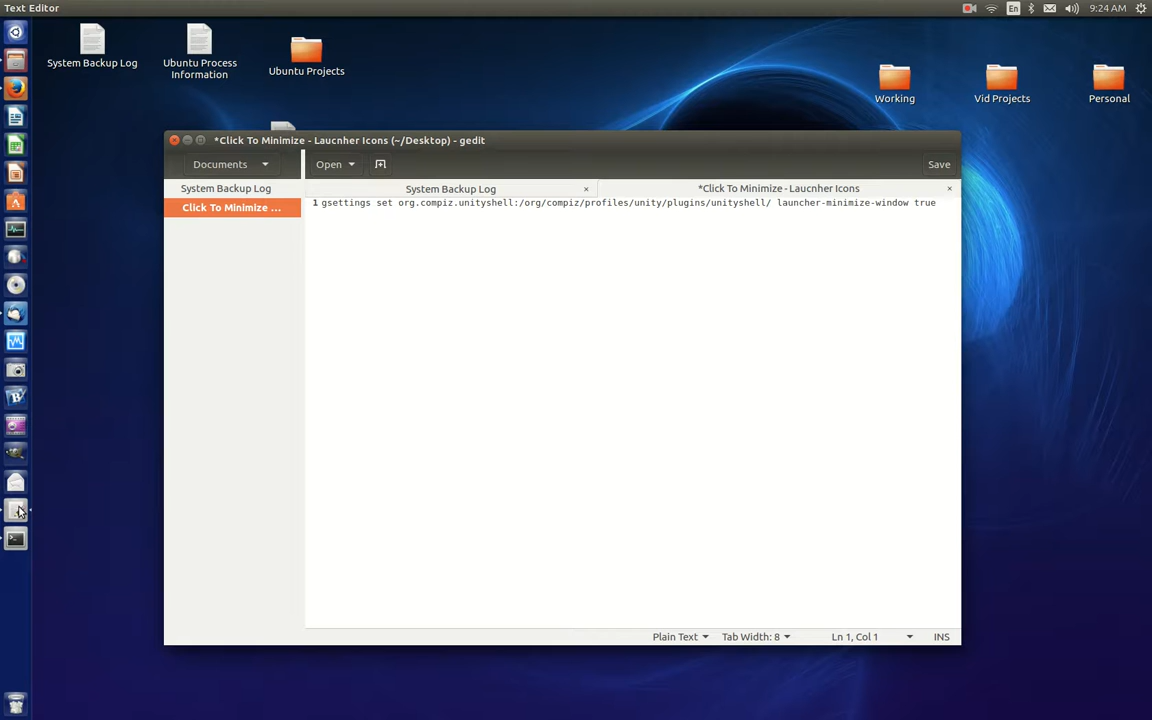 Text Editor
En
9:24 AM
System Backup Log
Ubuntu Process
Information
Ubuntu Projects
Working
Vid Projects
Personal
*Click To Minimize - Laucnher Icons (~/Desktop) - gedit
Documents
Open
Save
System Backup Log
Click To Minimize ...
System Backup Log
*Click To Minimize - Laucnher Icons
1 gsettings set org.compiz.unityshell:/org/compiz/profiles/unity/plugins/unityshell/ launcher-minimize-window true
Plain Text
Tab Width: 8
Ln 1, Col 1
INS